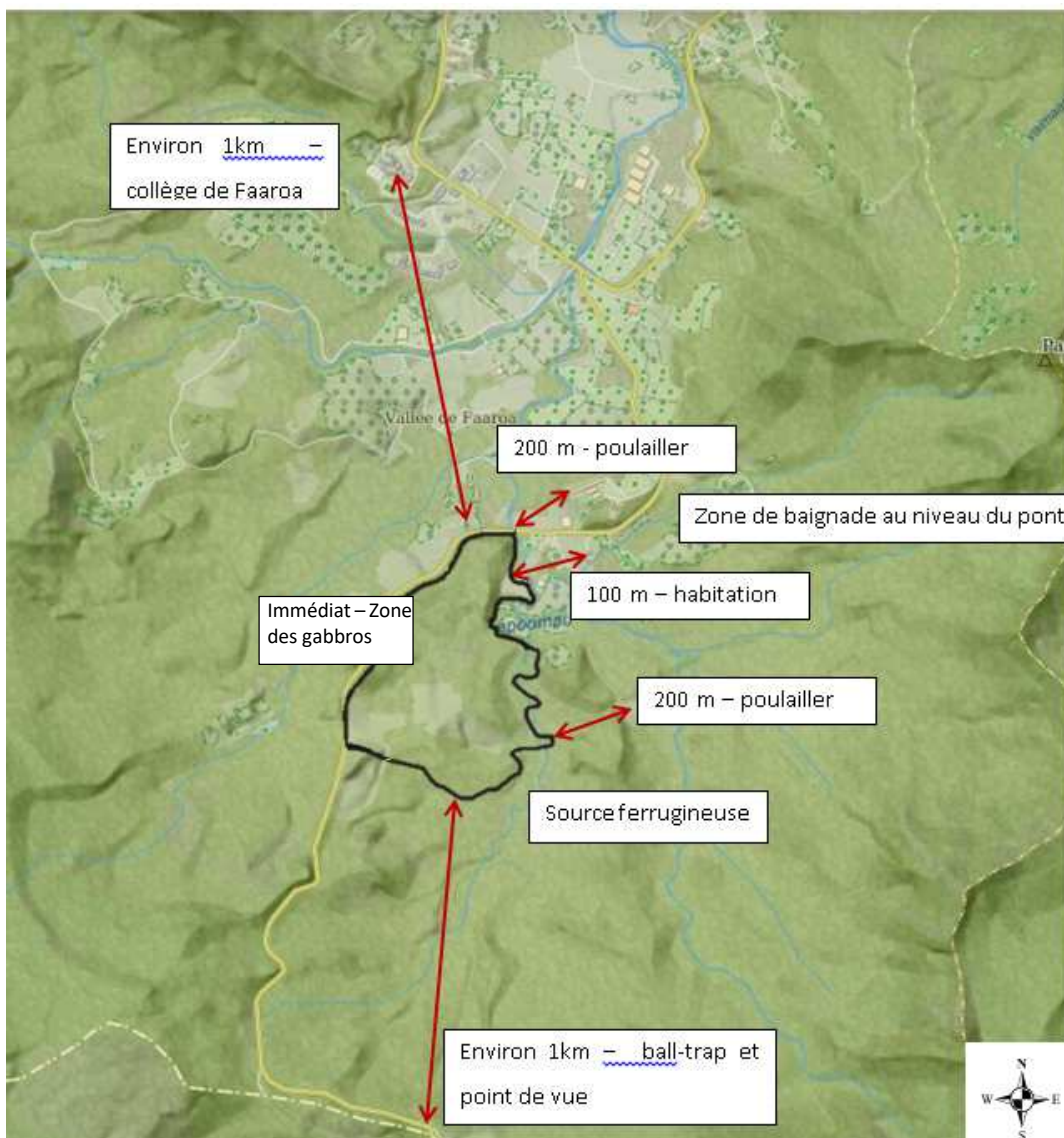 Environ 1km –
collège de Faaroa
Vallée de Faaroa
200 m - poulailler
Zone de baignade au niveau du pont
100 m – habitation
Immédiat – Zone
des gabbros
200 m – poulailler
Source ferrugineuse
Environ 1km – ball-trap et
point de vue
N
W E
S